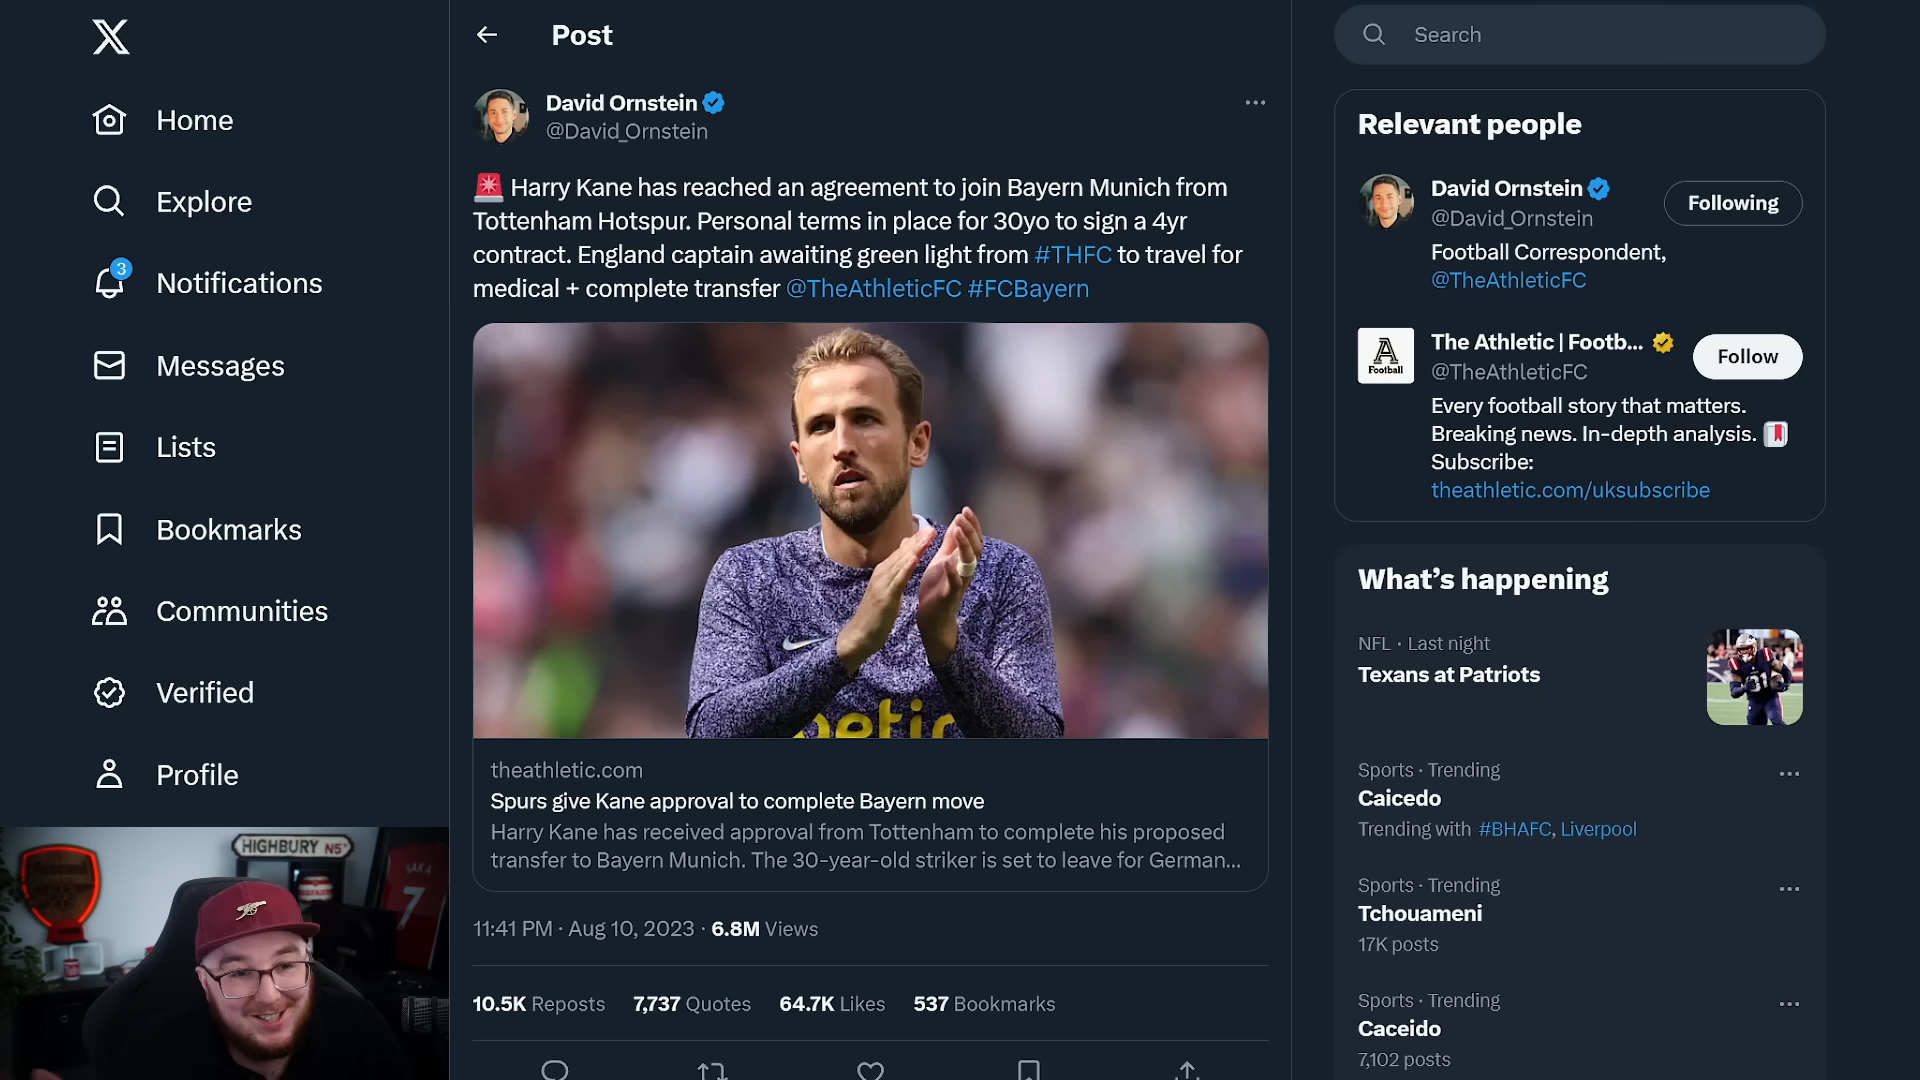 Home
Explore
3
Notifications
Messages
Lists
Bookmarks
Communities
Verified
Profile
HIGHBURY N5
SAKA
7
Post
David Ornstein
@David_Ornstein
Harry Kane has reached an agreement to join Bayern Munich from
Tottenham Hotspur. Personal terms in place for 30yo to sign a 4yr
contract. England captain awaiting green light from #THFC to travel for
medical + complete transfer @TheAthleticFC #FCBayern
theathletic.com
Spurs give Kane approval to complete Bayern move
Harry Kane has received approval from Tottenham to complete his proposed
transfer to Bayern Munich. The 30-year-old striker is set to leave for German...
11:41 PM · Aug 10, 2023 · 6.8M Views
10.5K Reposts 7,737 Quotes 64.7K Likes 537 Bookmarks
Search
Relevant people
David Ornstein
@David_Ornstein
Following
Football Correspondent,
@TheAthleticFC
A
Football
The Athletic | Footb...
@TheAthleticFC
Follow
Every football story that matters.
Breaking news. In-depth analysis.
Subscribe:
theathletic.com/uksubscribe
What's happening
NFL · Last night
Texans at Patriots
Sports · Trending
Caicedo
Trending with #BHAFC, Liverpool
Sports · Trending
Tchouameni
17K posts
Sports · Trending
Caceido
7,102 posts